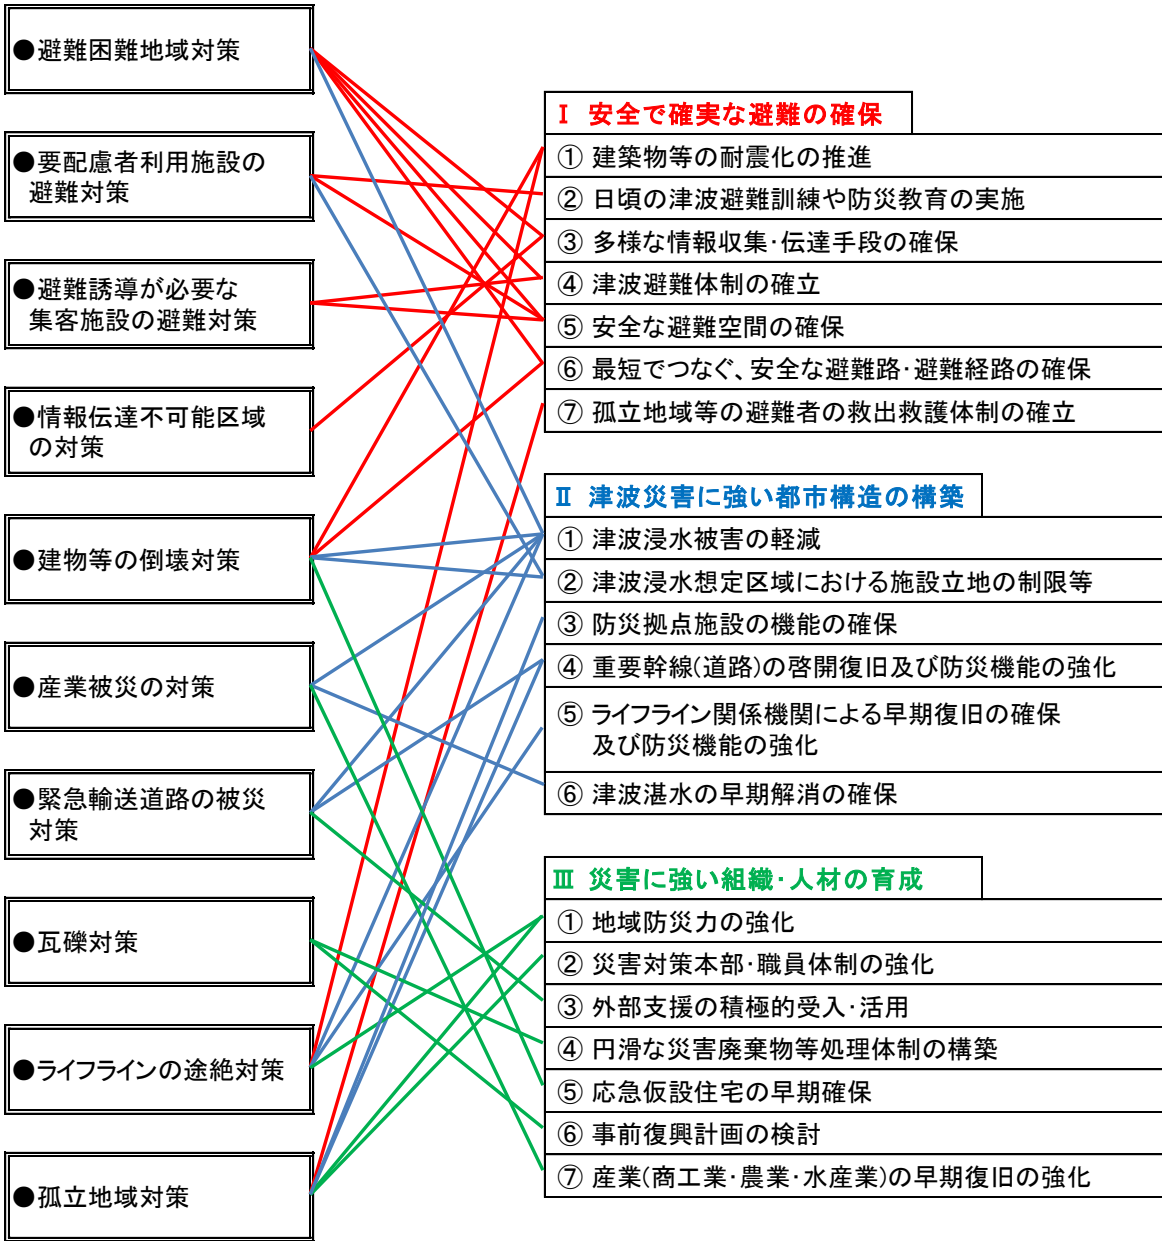 ●避難困難地域対策
●要配慮者利用施設の
避難対策
●避難誘導が必要な
集客施設の避難対策
●情報伝達不可能区域
の対策
●建物等の倒壊対策
●産業被災の対策
●緊急輸送道路の被災
対策
●瓦礫対策
●ライフラインの途絶対策
●孤立地域対策
Ⅰ 安全で確実な避難の確保
① 建築物等の耐震化の推進
② 日頃の津波避難訓練や防災教育の実施
③ 多様な情報収集・伝達手段の確保
④ 津波避難体制の確立
⑤ 安全な避難空間の確保
⑥ 最短でつなぐ、安全な避難路・避難経路の確保
⑦ 孤立地域等の避難者の救出救護体制の確立
Ⅱ 津波災害に強い都市構造の構築
① 津波浸水被害の軽減
② 津波浸水想定区域における施設立地の制限等
③ 防災拠点施設の機能の確保
④ 重要幹線(道路)の啓開復旧及び防災機能の強化
⑤ ライフライン関係機関による早期復旧の確保
及び防災機能の強化
⑥ 津波湛水の早期解消の確保
Ⅲ 災害に強い組織・人材の育成
① 地域防災力の強化
② 災害対策本部・職員体制の強化
③ 外部支援の積極的受入・活用
④ 円滑な災害廃棄物等処理体制の構築
⑤ 応急仮設住宅の早期確保
⑥ 事前復興計画の検討
⑦ 産業(商工業・農業・水産業)の早期復旧の強化